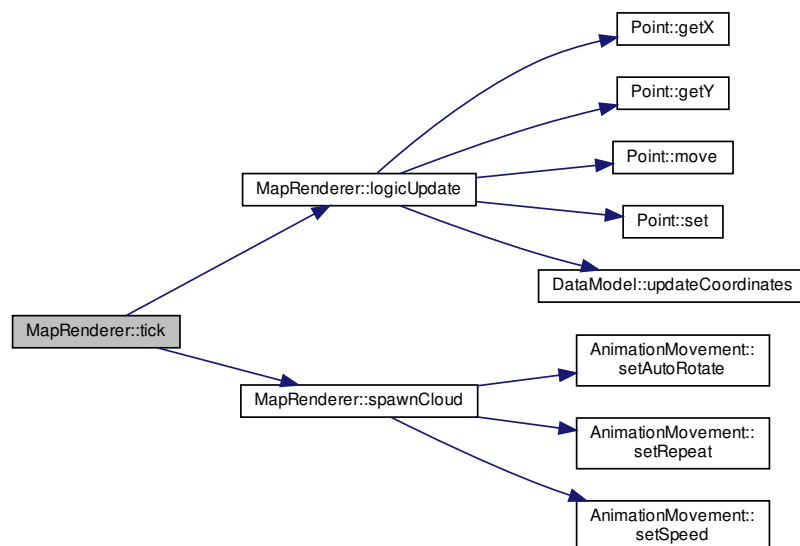 Point::getX
Point::getY
Point::move
MapRenderer::logicUpdate
Point::set
DataModel::updateCoordinates
MapRenderer::tick
AnimationMovement::
setAutoRotate
MapRenderer::spawnCloud
AnimationMovement::
setRepeat
AnimationMovement::
setSpeed